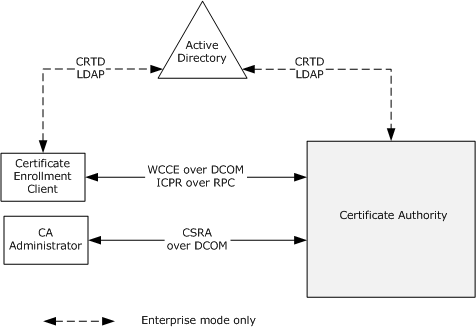 Active
Directory
CRTD
LDAP
CRTD
LDAP
Certificate
Enrollment
Client
WCCE over DCOM
ICPR over RPC
Certificate Authority
CA
Administrator
CSRA
over DCOM
Enterprise mode only